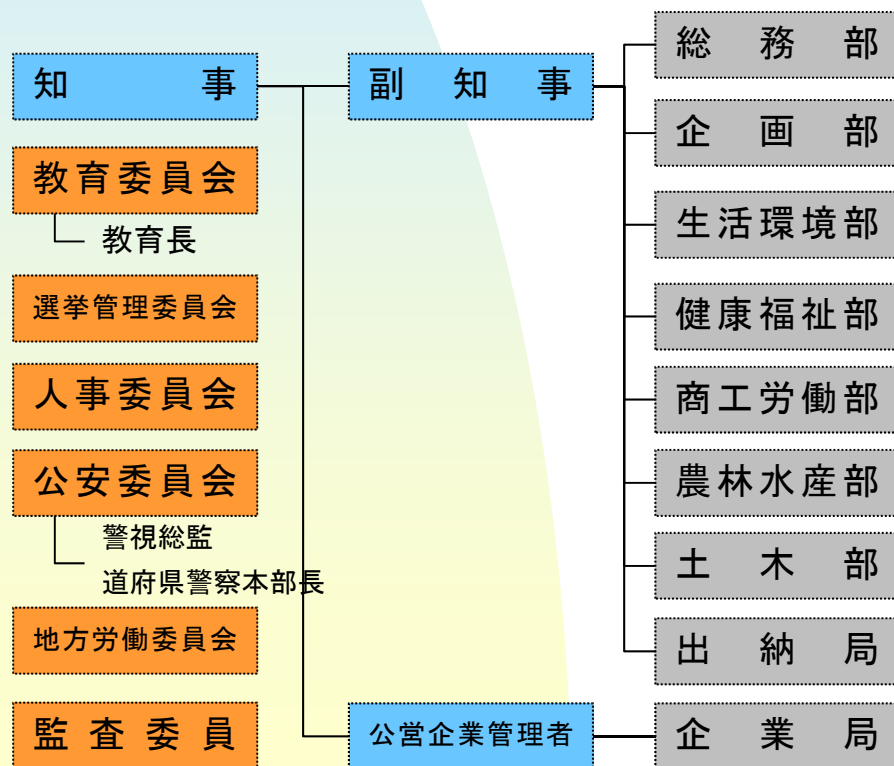 知事
教育委員会
教育長
選挙管理委員会
人事委員会
公安委員会
警視総監
道府県警察本部長
地方労働委員会
監査委員
副知事
公営企業管理者
総務部
企画部
生活環境部
健康福祉部
商工労働部
農林水産部
土木部
出納局
企業局